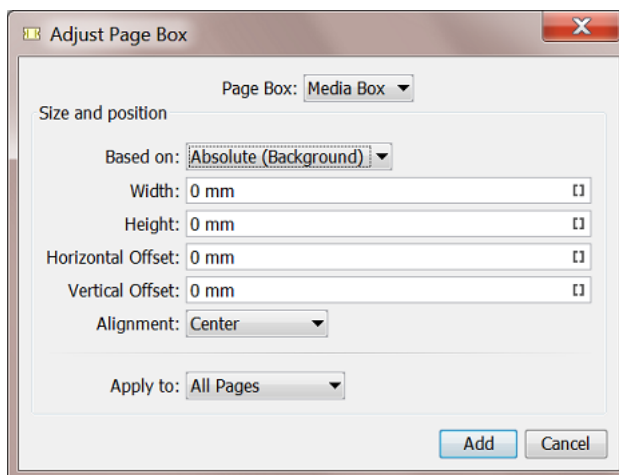 Adjust Page Box
Page Box: Media Box
Size and position
Based on: Absolute (Background)
Width: 0 mm
Height: 0 mm
Horizontal Offset: 0 mm
Vertical Offset: 0 mm
Alignment: Center
Apply to: All Pages
Add Cancel